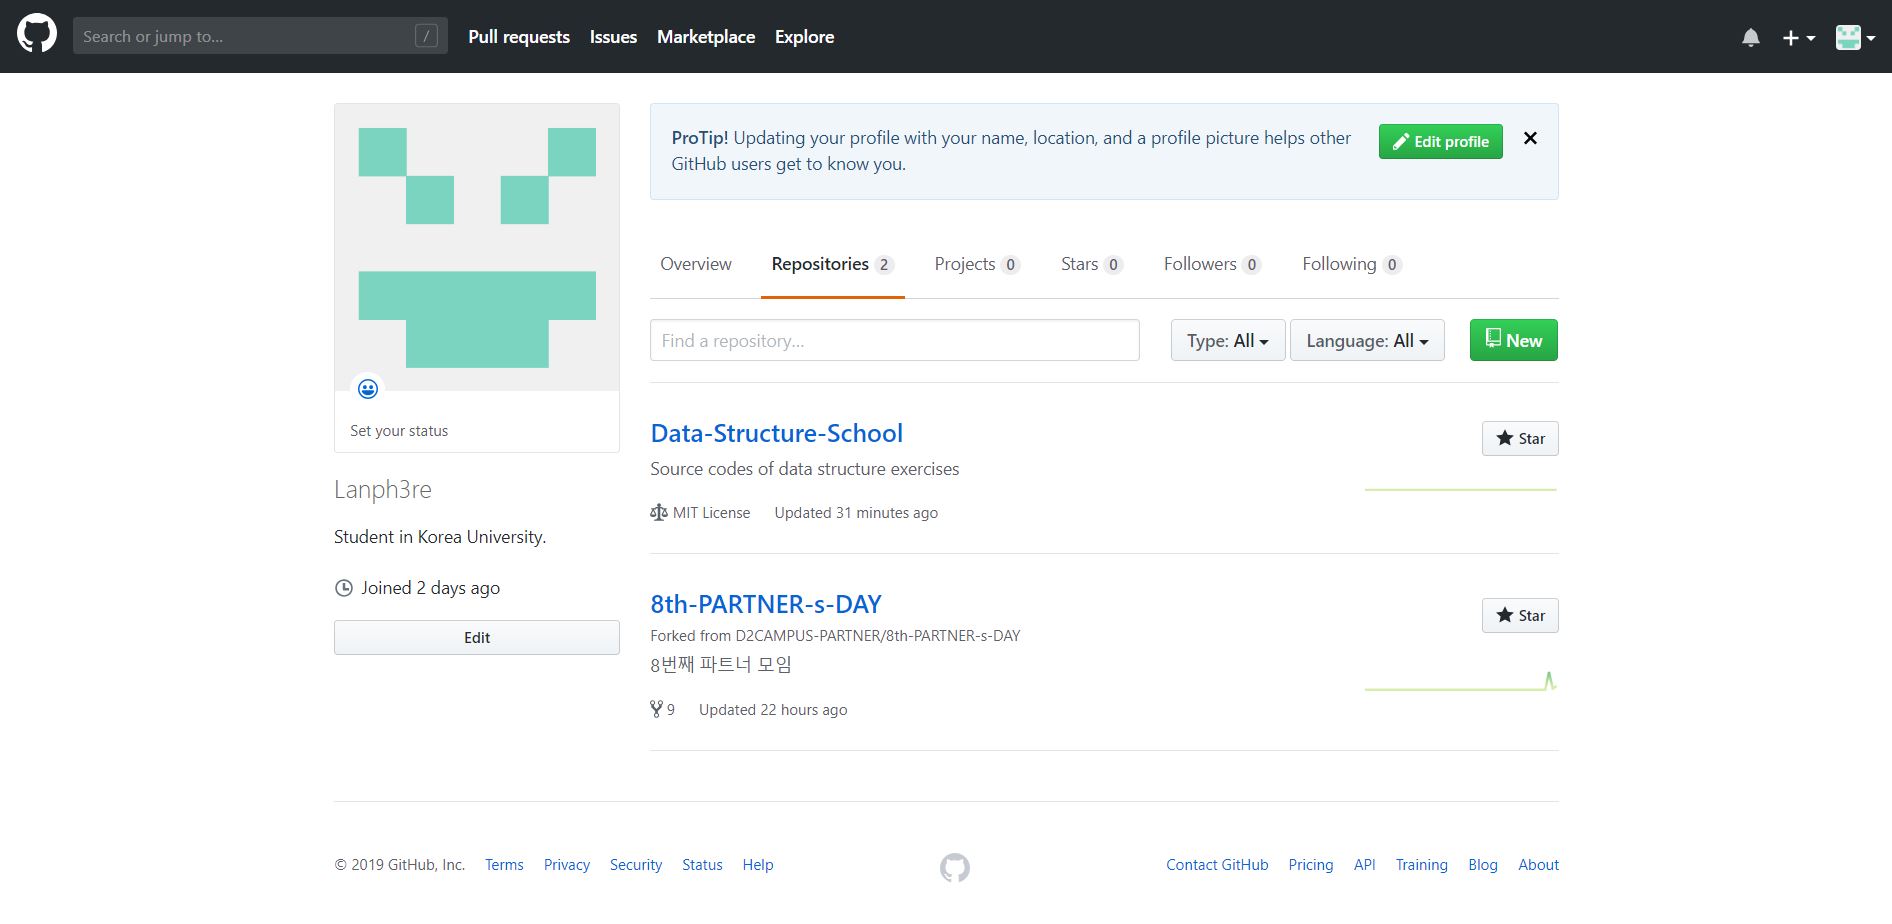 Search or jump to...
/
Pull requests
Issues
Marketplace
Explore
ProTip! Updating your profile with your name, location, and a profile picture helps other
GitHub users get to know you.
Edit profile
Overview
Repositories 2
Projects 0
Stars 0
Followers 0
Following 0
Find a repository...
Type: All
Language: All
New
Set your status
Lanph3re
Student in Korea University.
Joined 2 days ago
Edit
Data-Structure-School
Star
Source codes of data structure exercises
MIT License
Updated 31 minutes ago
8th-PARTNER-s-DAY
Star
Forked from D2CAMPUS-PARTNER/8th-PARTNER-s-DAY
8번째 파트너 모임
9
Updated 22 hours ago
© 2019 GitHub, Inc.
Terms
Privacy
Security
Status
Help
Contact GitHub
Pricing
API
Training
Blog
About